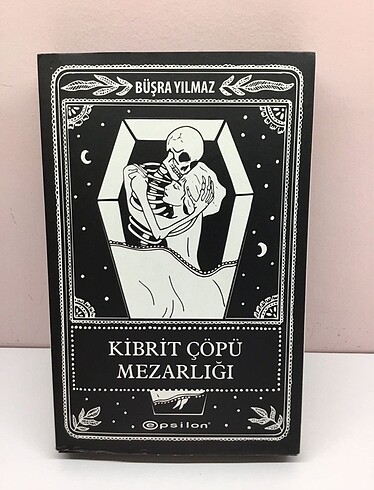 BÜŞRA YILMAZ
KİBRİT ÇÖPÜ
MEZARLIĞI
epsilon